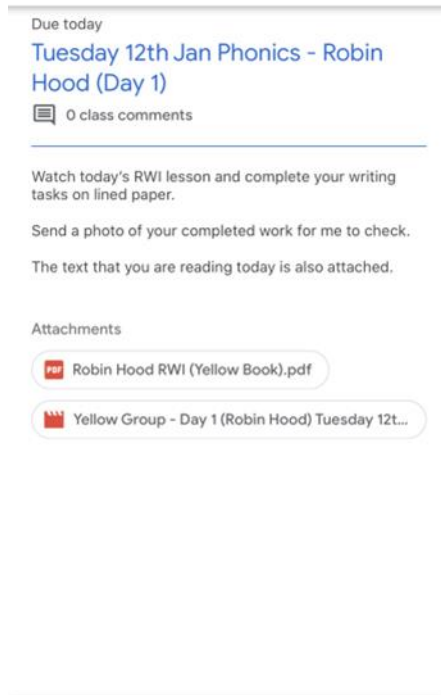 Due today
Tuesday 12th Jan Phonics - Robin
Hood (Day 1)
0 class comments
Watch today's RWI lesson and complete your writing
tasks on lined paper.
Send a photo of your completed work for me to check.
The text that you are reading today is also attached.
Attachments
PDF Robin Hood RWI (Yellow Book).pdf
Yellow Group - Day 1 (Robin Hood) Tuesday 12t...